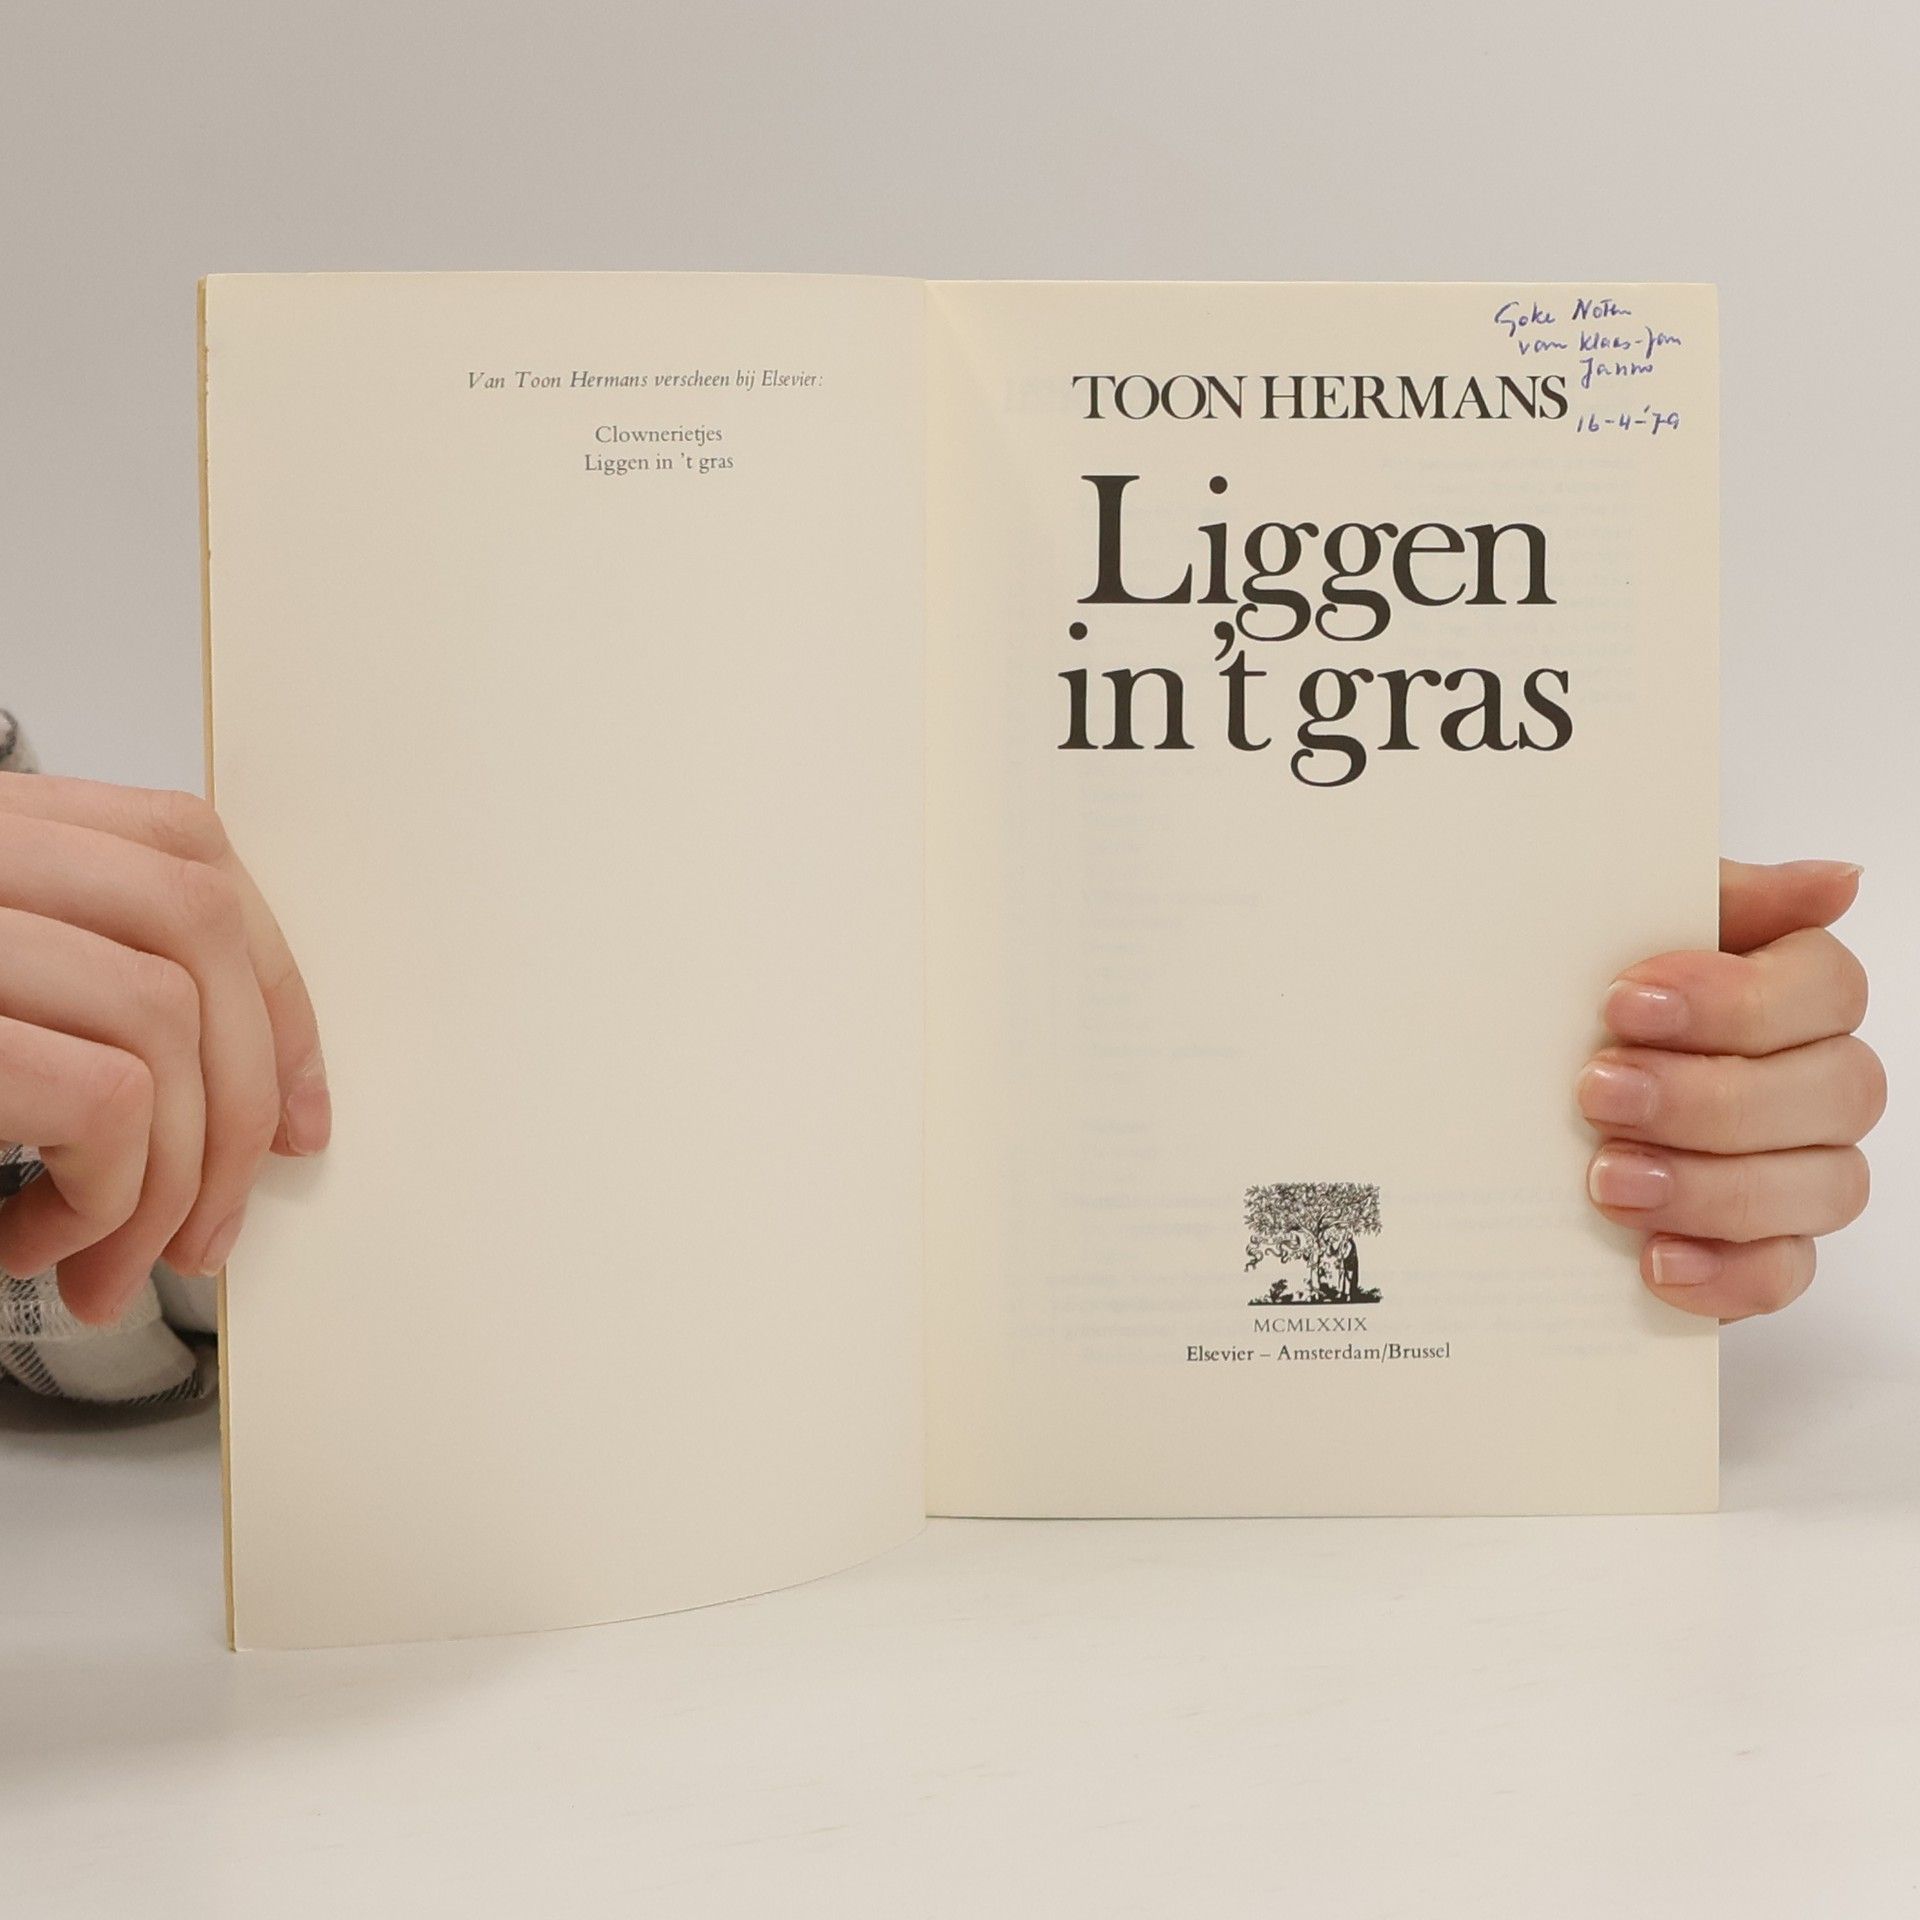 Van Toon Hermans verscheen bij Elsevier:
Clownerietjes
Liggen in 't gras
Goke Noten
van Klaas-Jan
Janno
16-4-'79
TOON HERMANS
Liggen
in 't gras
MCMLXXIX
Elsevier – Amsterdam/Brussel